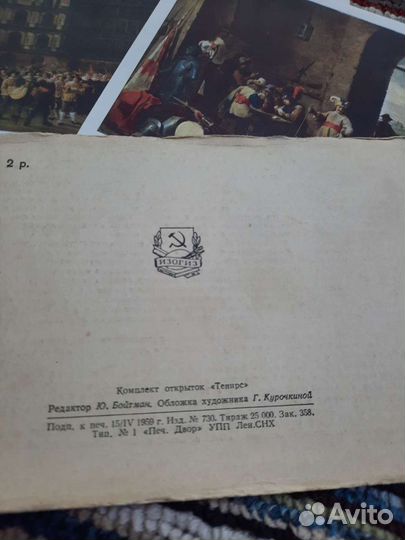 2 р.
ИЗОГИЗ
Комплект открыток «Тенирс»
Редактор Ю. Бойтман. Обложка художника Г. Курочкиной
Подп. к печ. 15/IV 1959 г. Изд. № 730. Тираж 25 000. Зак. 358.
Тип. № 1 «Печ. Двор» УПП Лен.СНХ
Avito